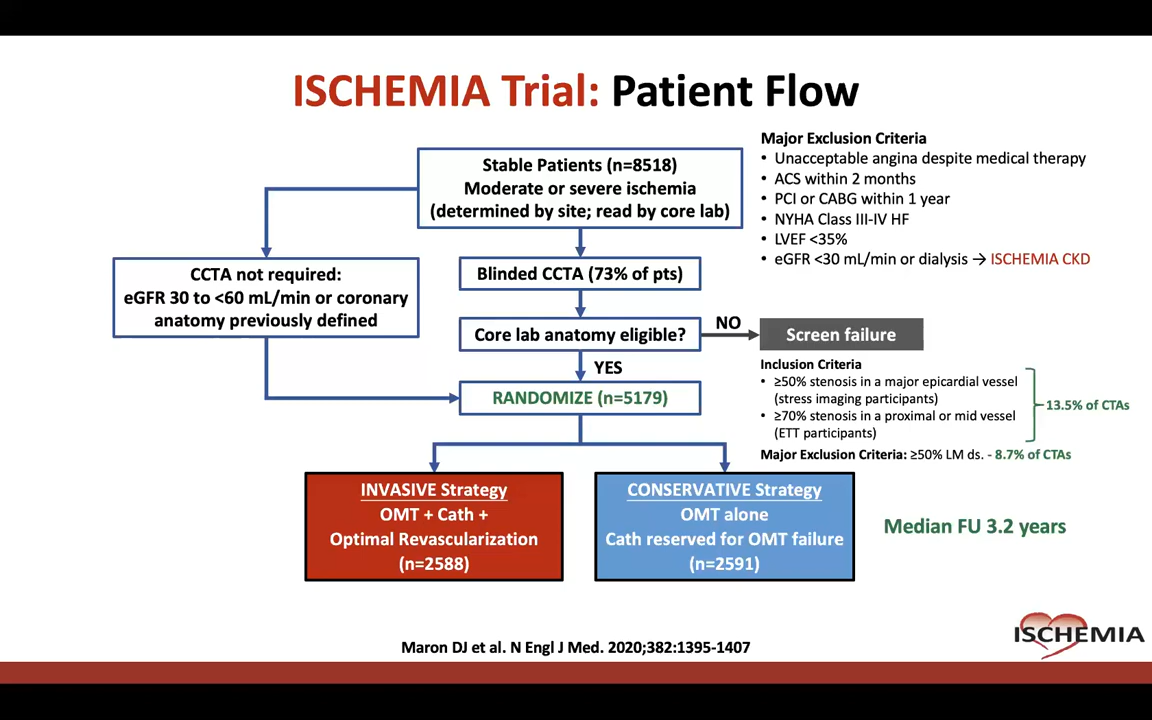 ISCHEMIA Trial: Patient Flow
Stable Patients (n=8518)
Moderate or severe ischemia
(determined by site; read by core lab)
Major Exclusion Criteria
• Unacceptable angina despite medical therapy
• ACS within 2 months
• PCI or CABG within 1 year
• NYHA Class III-IV HF
• LVEF <35%
• eGFR <30 mL/min or dialysis → ISCHEMIA CKD
CCTA not required:
eGFR 30 to <60 mL/min or coronary
anatomy previously defined
Blinded CCTA (73% of pts)
Core lab anatomy eligible?
NO
Screen failure
YES
RANDOMIZE (n=5179)
Inclusion Criteria
• ≥50% stenosis in a major epicardial vessel
(stress imaging participants)
• ≥70% stenosis in a proximal or mid vessel
(ETT participants)
13.5% of CTAs
Major Exclusion Criteria: ≥50% LM ds. - 8.7% of CTAs
INVASIVE Strategy
OMT + Cath +
Optimal Revascularization
(n=2588)
CONSERVATIVE Strategy
OMT alone
Cath reserved for OMT failure
(n=2591)
Median FU 3.2 years
ISCHEMIA
Maron DJ et al. N Engl J Med. 2020;382:1395-1407